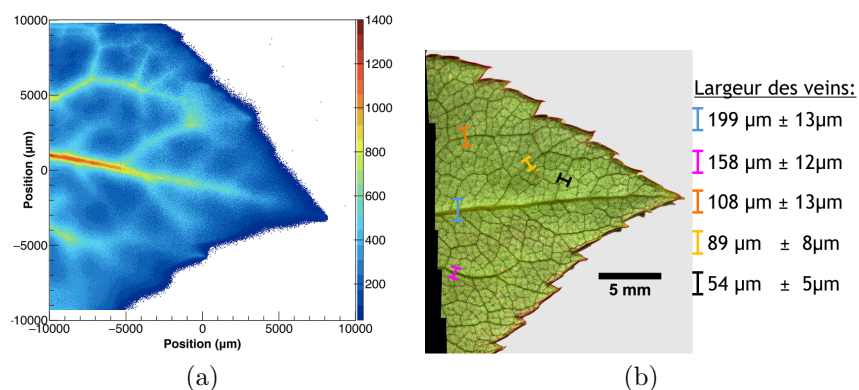 10000
5000
0
−5000
−10000
Position (µm)
−10000
−5000
0
5000
10000
Position (µm)
1400
1200
1000
800
600
400
200
(a)
5 mm
Largeur des veins:
199 µm ± 13µm
158 µm ± 12µm
108 µm ± 13µm
89 µm ± 8µm
54 µm ± 5µm
(b)